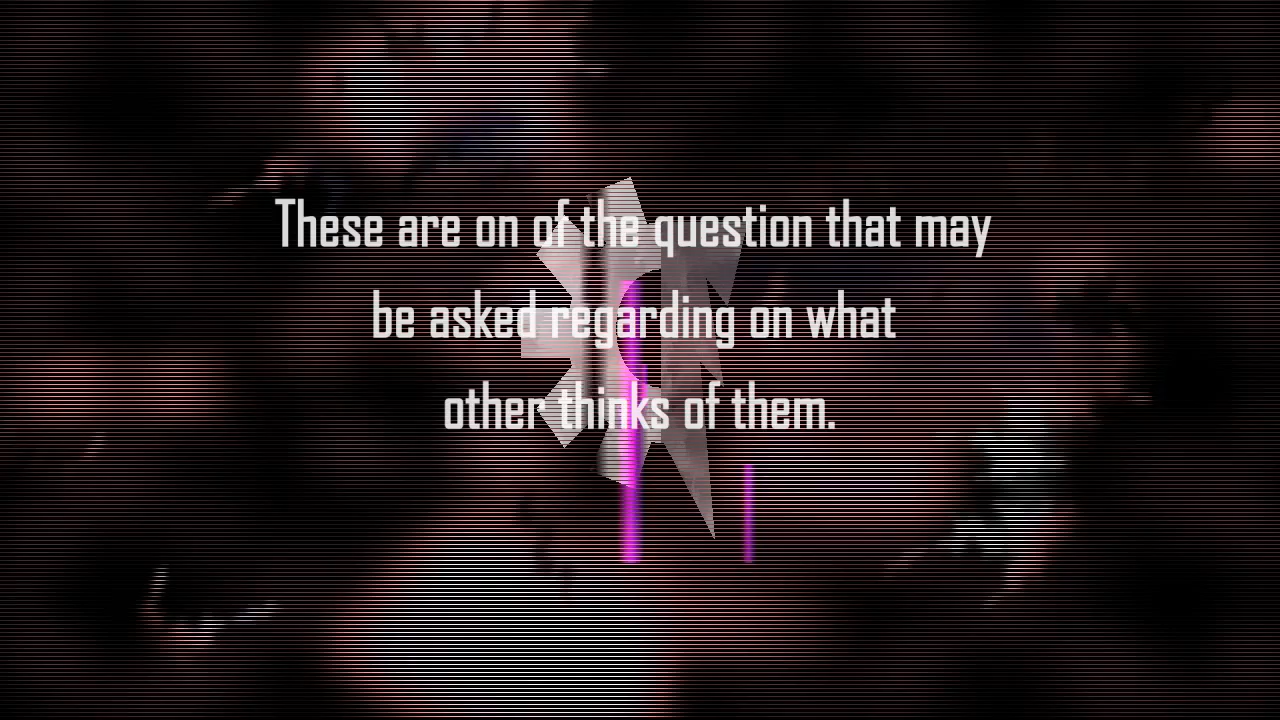 These are on of the question that may
be asked regarding on what
other thinks of them.